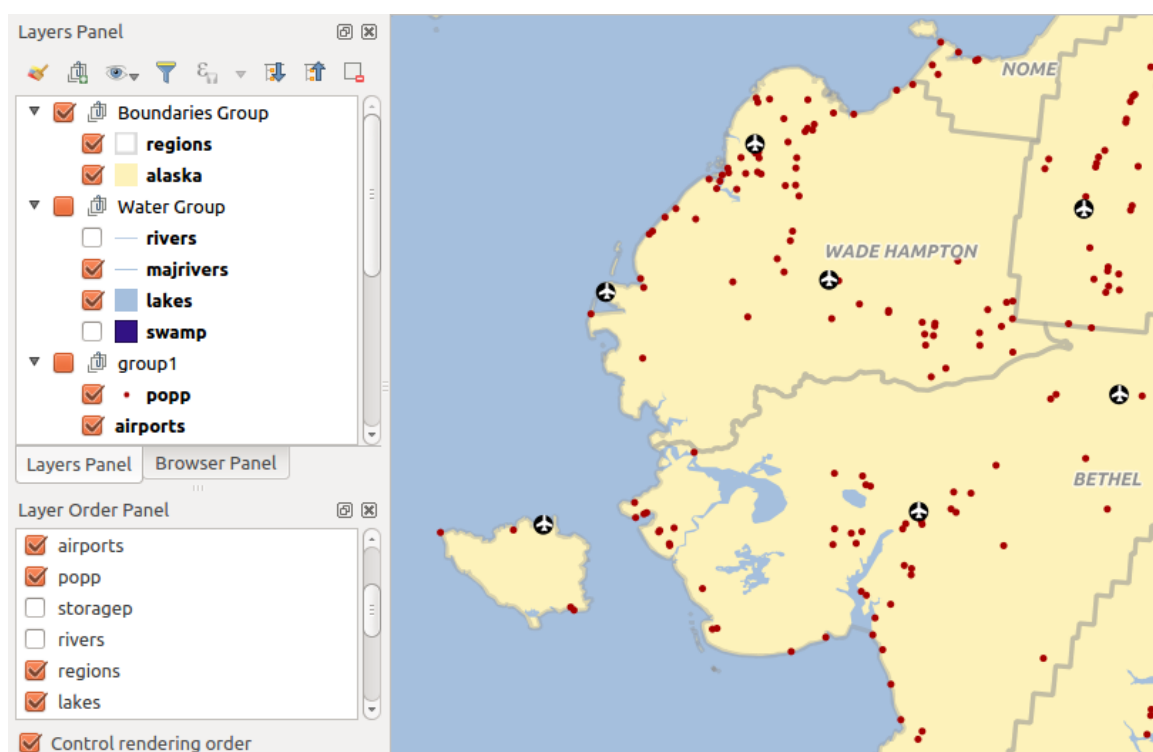 Layers Panel
Boundaries Group
regions
alaska
Water Group
rivers
majrivers
lakes
swamp
group1
popp
airports
Layers Panel
Browser Panel
Layer Order Panel
airports
popp
storagep
rivers
regions
lakes
Control rendering order
NOME
WADE HAMPTON
BETHEL